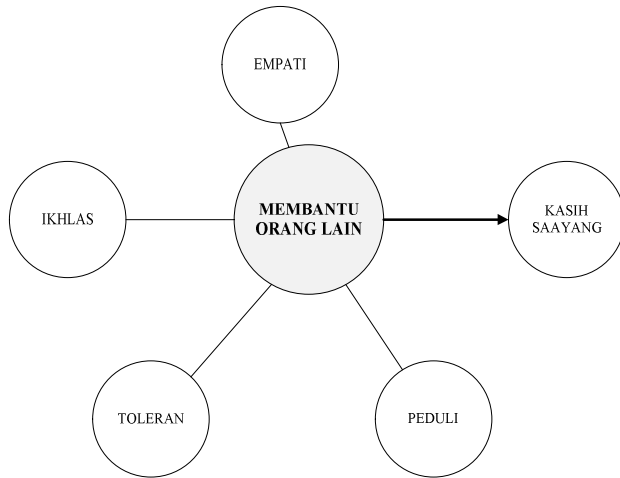 EMPATI
IKHLAS
MEMBANTU
ORANG LAIN
KASIH
SAAYANG
TOLERAN
PEDULI